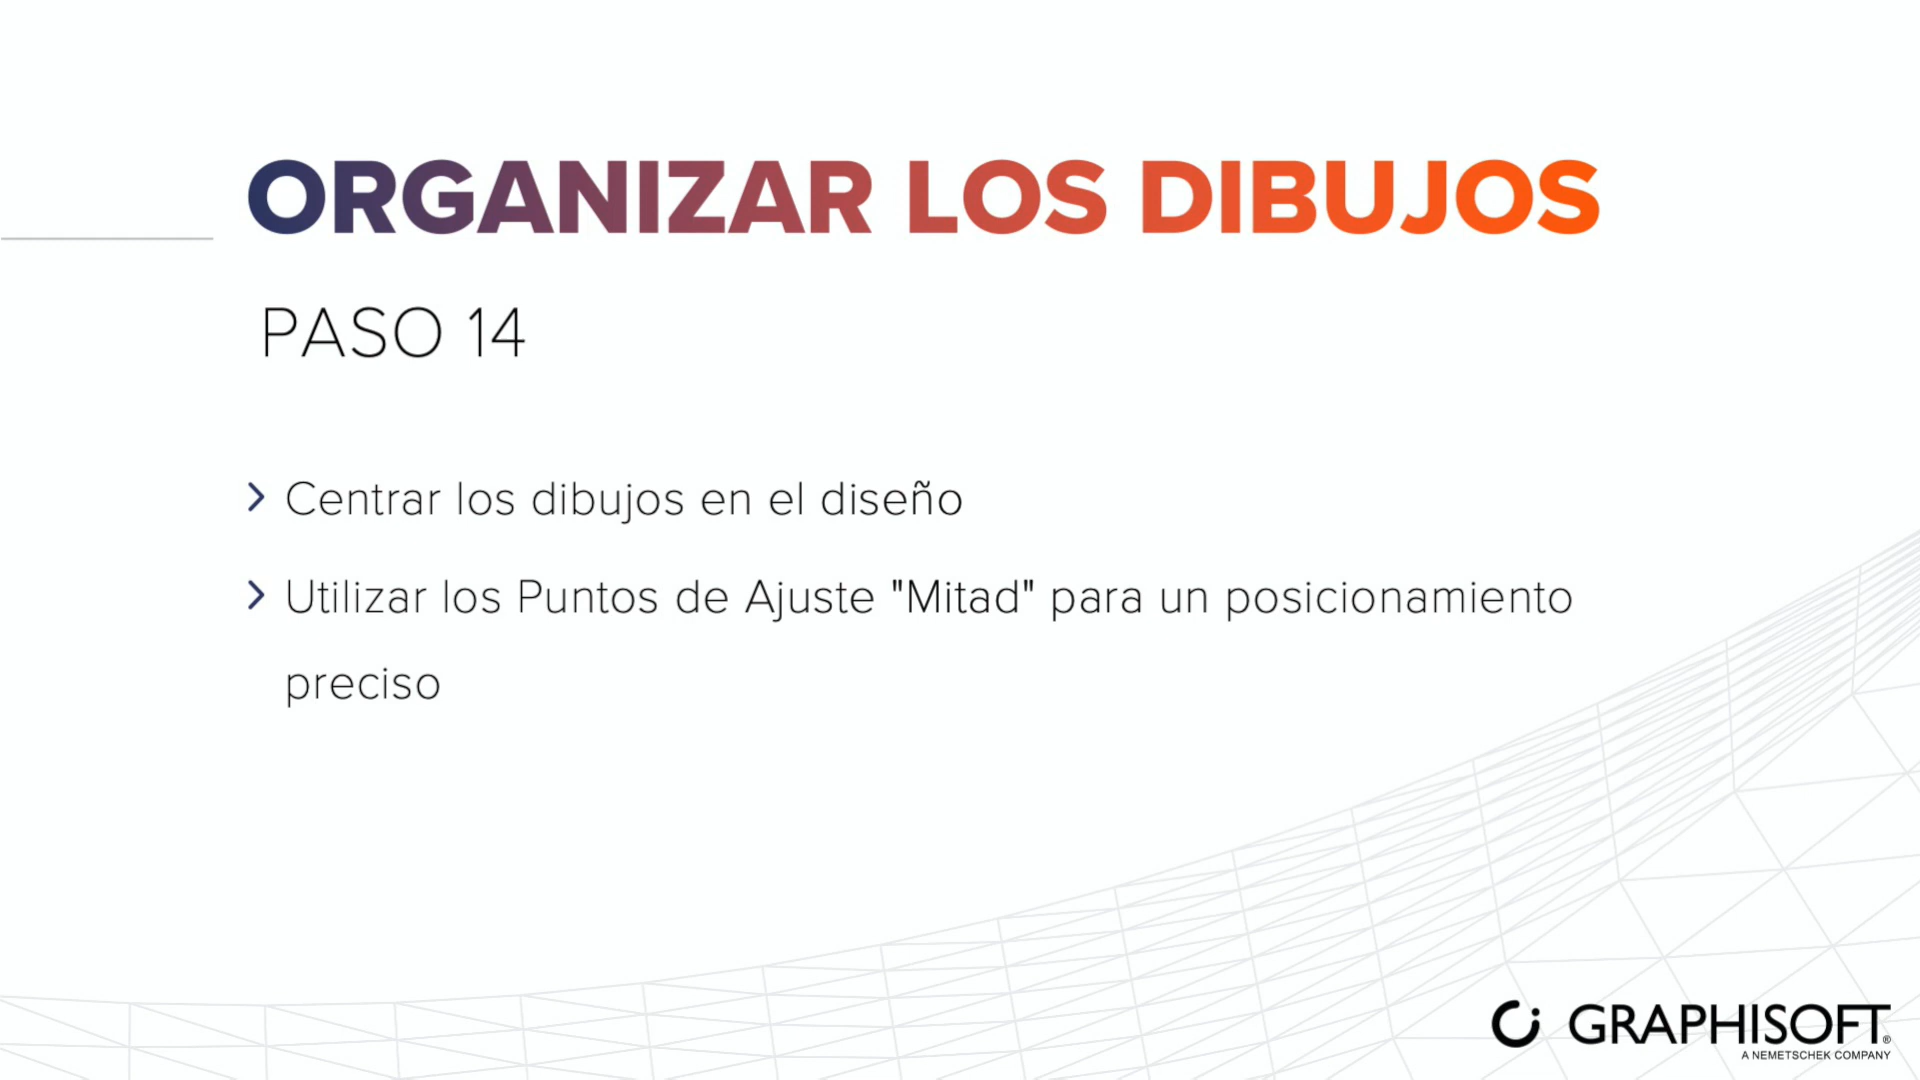 ORGANIZAR LOS DIBUJOS
PASO 14
Centrar los dibujos en el diseño
Utilizar los Puntos de Ajuste "Mitad" para un posicionamiento
preciso
GRAPHISOFT®
A NEMETSCHEK COMPANY